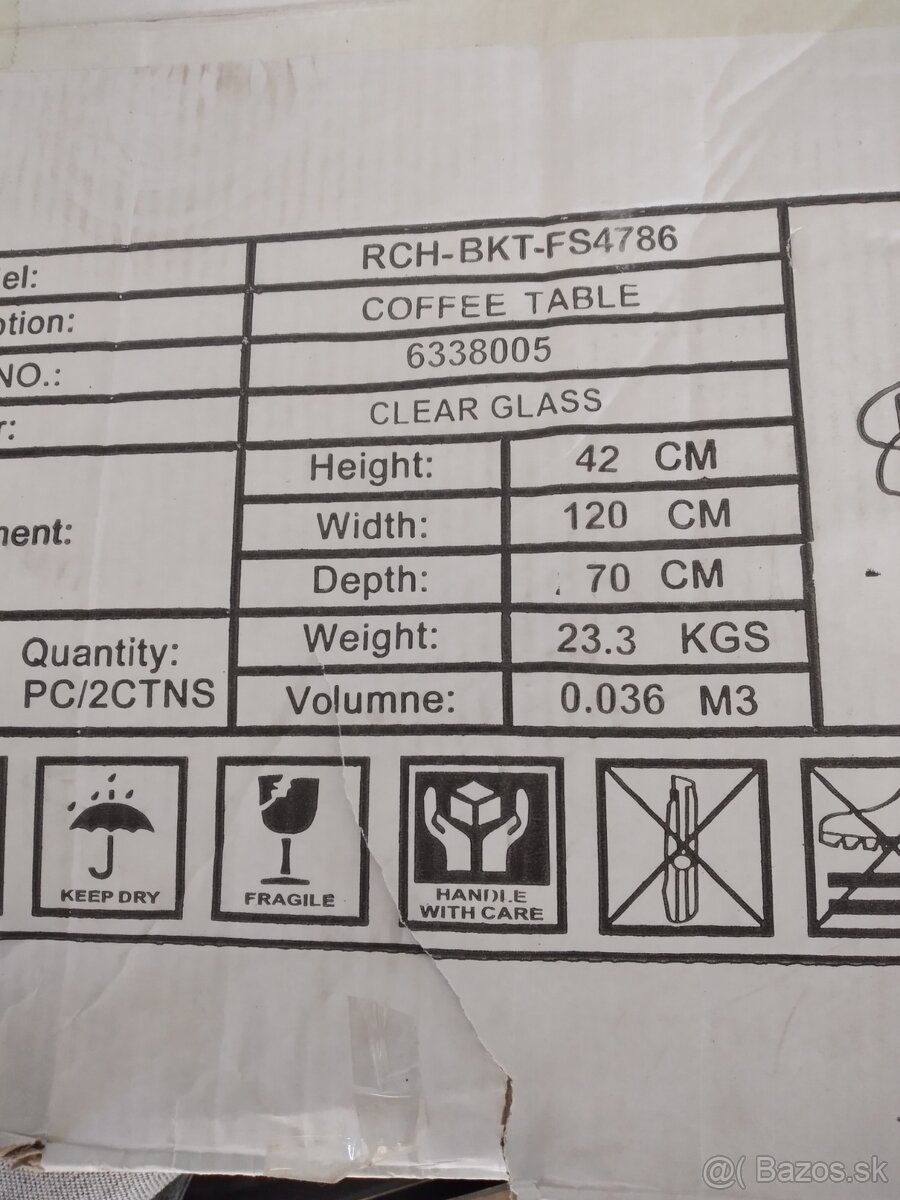 el: RCH-BKT-FS4786
otion: COFFEE TABLE
NO.: 6338005
r: CLEAR GLASS
Height: 42 CM
ment: Width: 120 CM
Depth: 70 CM
Quantity: Weight: 23.3 KGS
PC/2CTNS Volumne: 0.036 M3
KEEP DRY
FRAGILE
HANDLE
WITH CARE
@( Bazos.sk